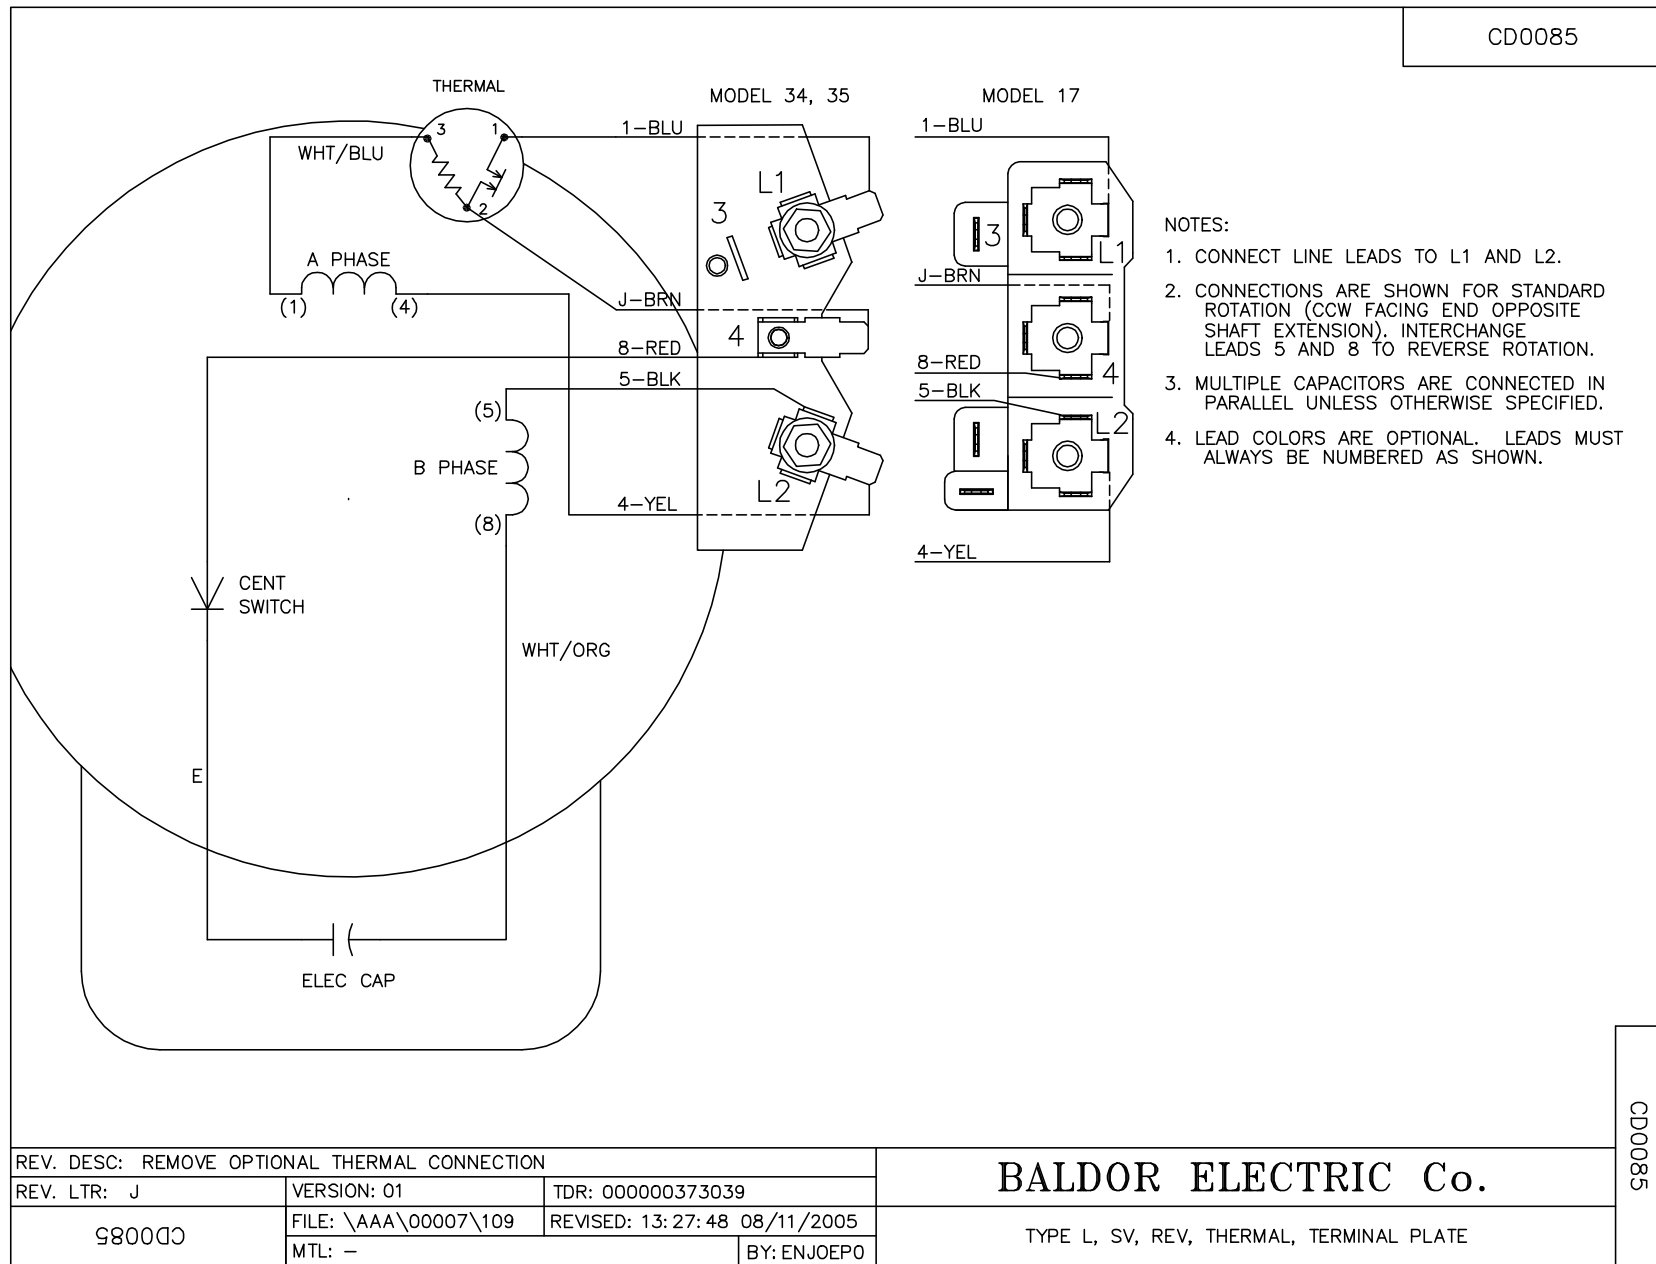 CD0085
THERMAL
MODEL 34, 35
MODEL 17
3
1
2
WHT/BLU
1-BLU
1-BLU
L1
3
3
L1
A PHASE
(1)
(4)
J-BRN
J-BRN
4
4
8-RED
8-RED
5-BLK
5-BLK
(5)
B PHASE
(8)
L2
L2
4-YEL
4-YEL
NOTES:
1. CONNECT LINE LEADS TO L1 AND L2.
2. CONNECTIONS ARE SHOWN FOR STANDARD
ROTATION (CCW FACING END OPPOSITE
SHAFT EXTENSION). INTERCHANGE
LEADS 5 AND 8 TO REVERSE ROTATION.
3. MULTIPLE CAPACITORS ARE CONNECTED IN
PARALLEL UNLESS OTHERWISE SPECIFIED.
4. LEAD COLORS ARE OPTIONAL. LEADS MUST
ALWAYS BE NUMBERED AS SHOWN.
CENT
SWITCH
WHT/ORG
E
ELEC CAP
CD0085
REV. DESC: REMOVE OPTIONAL THERMAL CONNECTION
REV. LTR: J
VERSION: 01
TDR: 000000373039
CD0085
FILE: \AAA\00007\109
REVISED: 13:27:48 08/11/2005
MTL: -
BY: ENJOEP0
BALDOR ELECTRIC Co.
TYPE L, SV, REV, THERMAL, TERMINAL PLATE